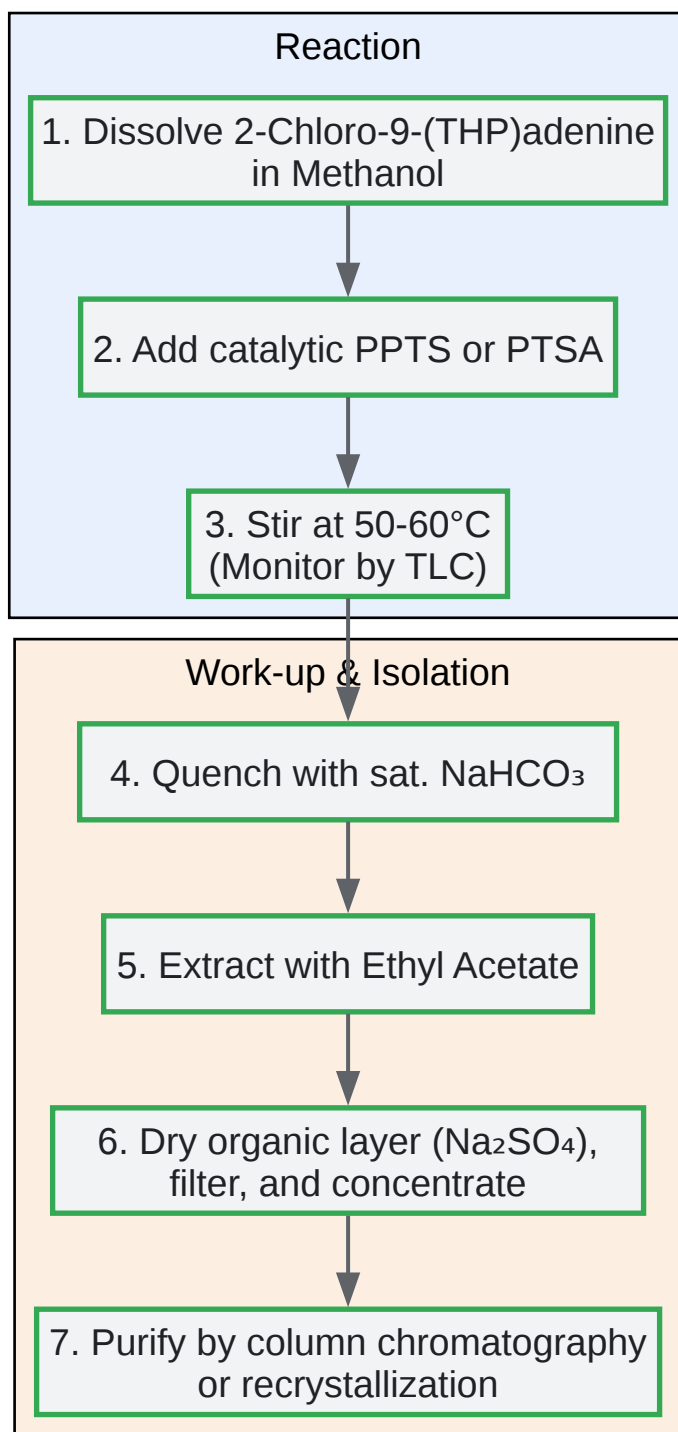 Reaction
1. Dissolve 2-Chloro-9-(THP)adenine
in Methanol
2. Add catalytic PPTS or PTSA
3. Stir at 50-60°C
(Monitor by TLC)
Work-up & Isolation
4. Quench with sat. NaHCO₃
5. Extract with Ethyl Acetate
6. Dry organic layer (Na₂SO₄),
filter, and concentrate
7. Purify by column chromatography
or recrystallization